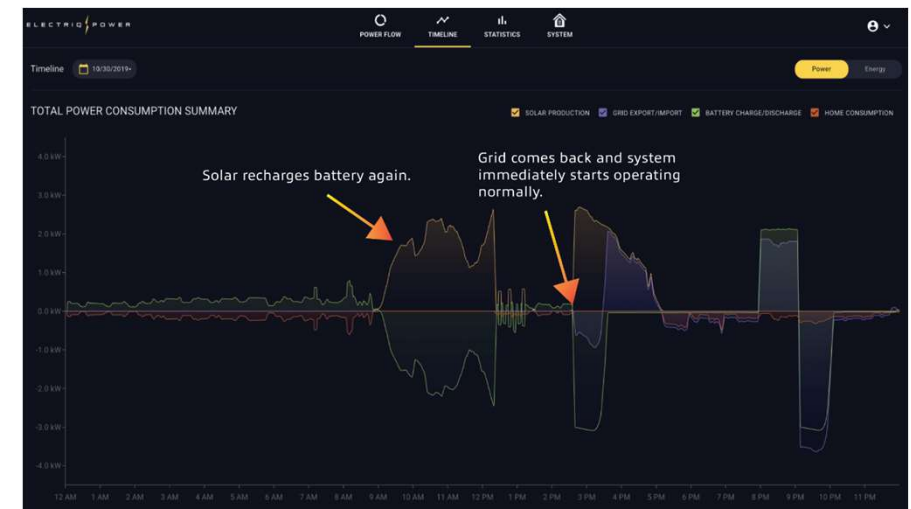 ELECTRIQ POWER
POWER FLOW
TIMELINE
STATISTICS
SYSTEM
Timeline
10/30/2019
Power
Energy
TOTAL POWER CONSUMPTION SUMMARY
SOLAR PRODUCTION
GRID EXPORT/IMPORT
BATTERY CHARGE/DISCHARGE
HOME CONSUMPTION
Solar recharges battery again.
Grid comes back and system
immediately starts operating
normally.
4.0 kW
3.0 kW
2.0 kW
1.0 kW
0.0 kW
-1.0 kW
-2.0 kW
-3.0 kW
-4.0 kW
12 AM 1 AM 2 AM 3 AM 4 AM 5 AM 6 AM 7 AM 8 AM 9 AM 10 AM 11 AM 12 PM 1 PM 2 PM 3 PM 4 PM 5 PM 6 PM 7 PM 8 PM 9 PM 10 PM 11 PM